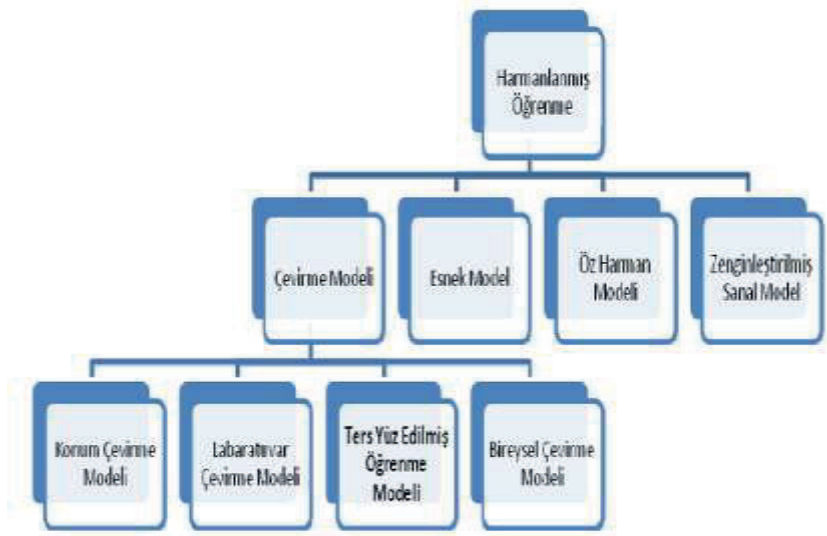 Harmanlanmış
Öğrenme
Çevirme Modeli
Esnek Model
Öz Harman
Modeli
Zenginleştirilmiş
Sanal Model
Konum Çevirme
Modeli
Labaratuvar
Çevirme Modeli
Ters Yüz Edilmiş
Öğrenme
Modeli
Bireysel Çevirme
Modeli